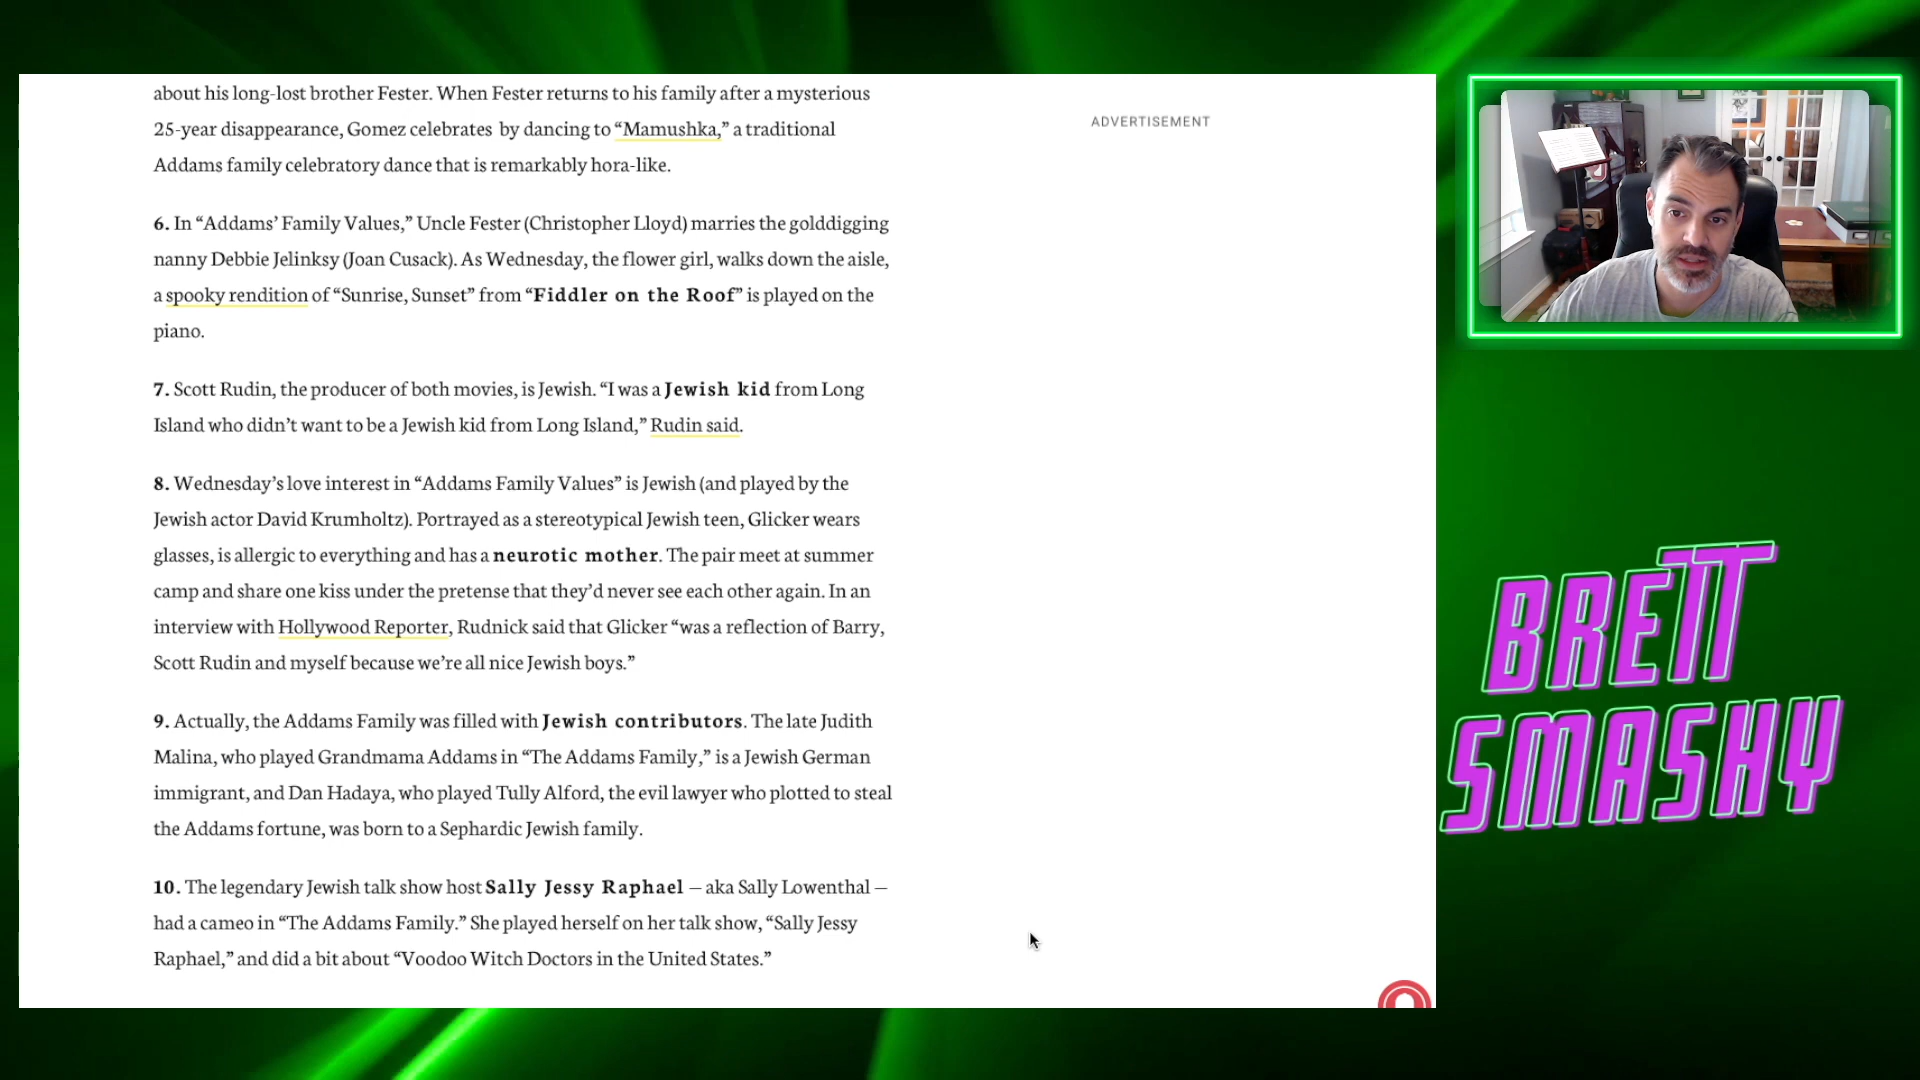 about his long-lost brother Fester. When Fester returns to his family after a mysterious
25-year disappearance, Gomez celebrates by dancing to “Mamushka,” a traditional
Addams family celebratory dance that is remarkably hora-like.
6. In “Addams’ Family Values,” Uncle Fester (Christopher Lloyd) marries the golddigging
nanny Debbie Jelinksy (Joan Cusack). As Wednesday, the flower girl, walks down the aisle,
a spooky rendition of “Sunrise, Sunset” from “Fiddler on the Roof” is played on the
piano.
7. Scott Rudin, the producer of both movies, is Jewish. “I was a Jewish kid from Long
Island who didn’t want to be a Jewish kid from Long Island,” Rudin said.
8. Wednesday’s love interest in “Addams Family Values” is Jewish (and played by the
Jewish actor David Krumholtz). Portrayed as a stereotypical Jewish teen, Glicker wears
glasses, is allergic to everything and has a neurotic mother. The pair meet at summer
camp and share one kiss under the pretense that they’d never see each other again. In an
interview with Hollywood Reporter, Rudnick said that Glicker “was a reflection of Barry,
Scott Rudin and myself because we’re all nice Jewish boys.”
9. Actually, the Addams Family was filled with Jewish contributors. The late Judith
Malina, who played Grandmama Addams in “The Addams Family,” is a Jewish German
immigrant, and Dan Hadaya, who played Tully Alford, the evil lawyer who plotted to steal
the Addams fortune, was born to a Sephardic Jewish family.
10. The legendary Jewish talk show host Sally Jessy Raphael – aka Sally Lowenthal –
had a cameo in “The Addams Family.” She played herself on her talk show, “Sally Jessy
Raphael,” and did a bit about “Voodoo Witch Doctors in the United States.”
ADVERTISEMENT
BRETT
SMASHY